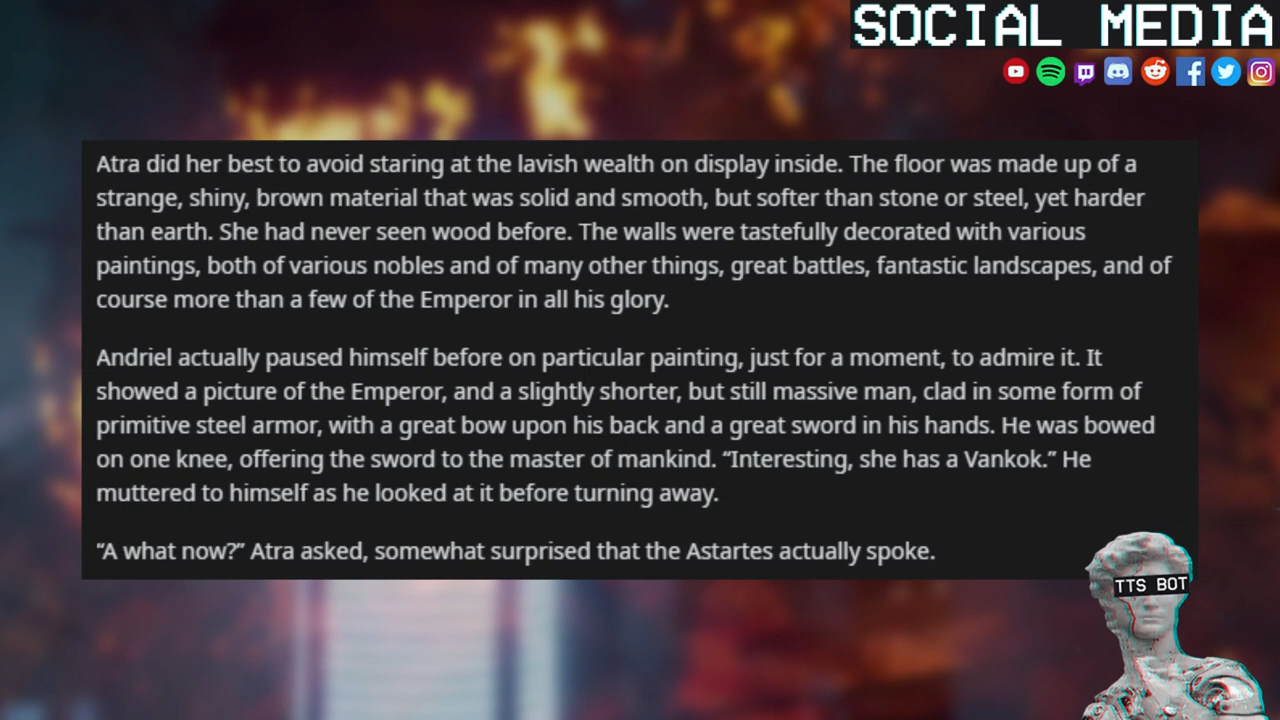 SOCIAL MEDIA
Atra did her best to avoid staring at the lavish wealth on display inside. The floor was made up of a
strange, shiny, brown material that was solid and smooth, but softer than stone or steel, yet harder
than earth. She had never seen wood before. The walls were tastefully decorated with various
paintings, both of various nobles and of many other things, great battles, fantastic landscapes, and of
course more than a few of the Emperor in all his glory.
Andriel actually paused himself before on particular painting, just for a moment, to admire it. It
showed a picture of the Emperor, and a slightly shorter, but still massive man, clad in some form of
primitive steel armor, with a great bow upon his back and a great sword in his hands. He was bowed
on one knee, offering the sword to the master of mankind. “Interesting, she has a Vankok.” He
muttered to himself as he looked at it before turning away.
“A what now?” Atra asked, somewhat surprised that the Astartes actually spoke.
TTS BOT